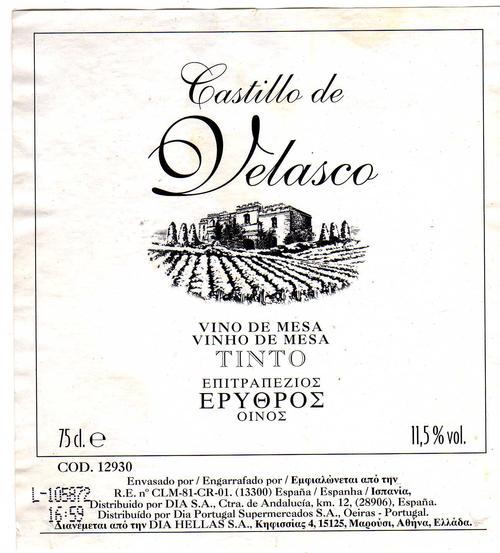 Castillo de
Velasco
VINO DE MESA
VINHO DE MESA
TINTO
ΕΠΙΤΡΑΠΕΖΙΟΣ
ΕΡΥΘΡΟΣ
ΟΙΝΟΣ
75 cl. e 11,5 % vol.
COD. 12930
Envasado por / Engarrafado por / Εμφιαλώνεται από την
R.E. nº CLM-81-CR-01. (13300) España / Espanha / Ισπανία,
L-105872
Distribuido por DIA S.A., Ctra. de Andalucía, km. 12, (28906), España.
16:59
Distribuído por Dia Portugal Supermercados S.A., Oeiras - Portugal.
Διανέμεται από την DIA HELLAS S.A., Κηφισσίας 4, 15125, Μαρούσι, Αθήνα, Ελλάδα.